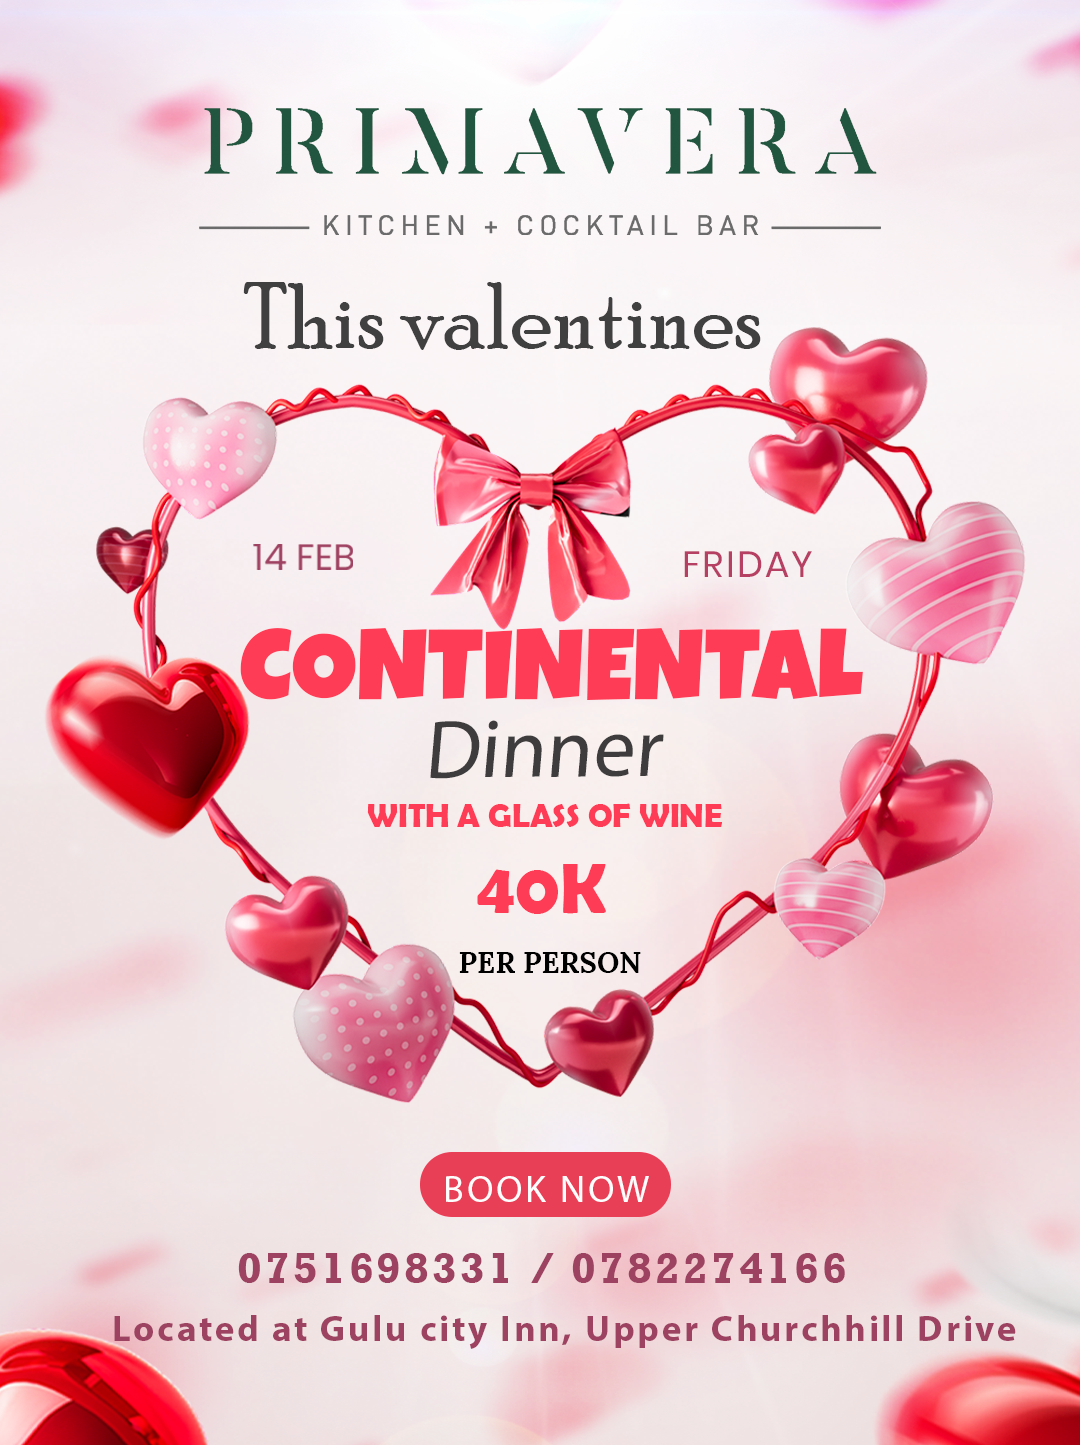 PRIMAVERA
KITCHEN + COCKTAIL BAR
This valentines
14 FEB
FRIDAY
CONTINENTAL
Dinner
WITH A GLASS OF WINE
40K
PER PERSON
BOOK NOW
0751698331 / 0782274166
Located at Gulu city Inn, Upper Churchhill Drive